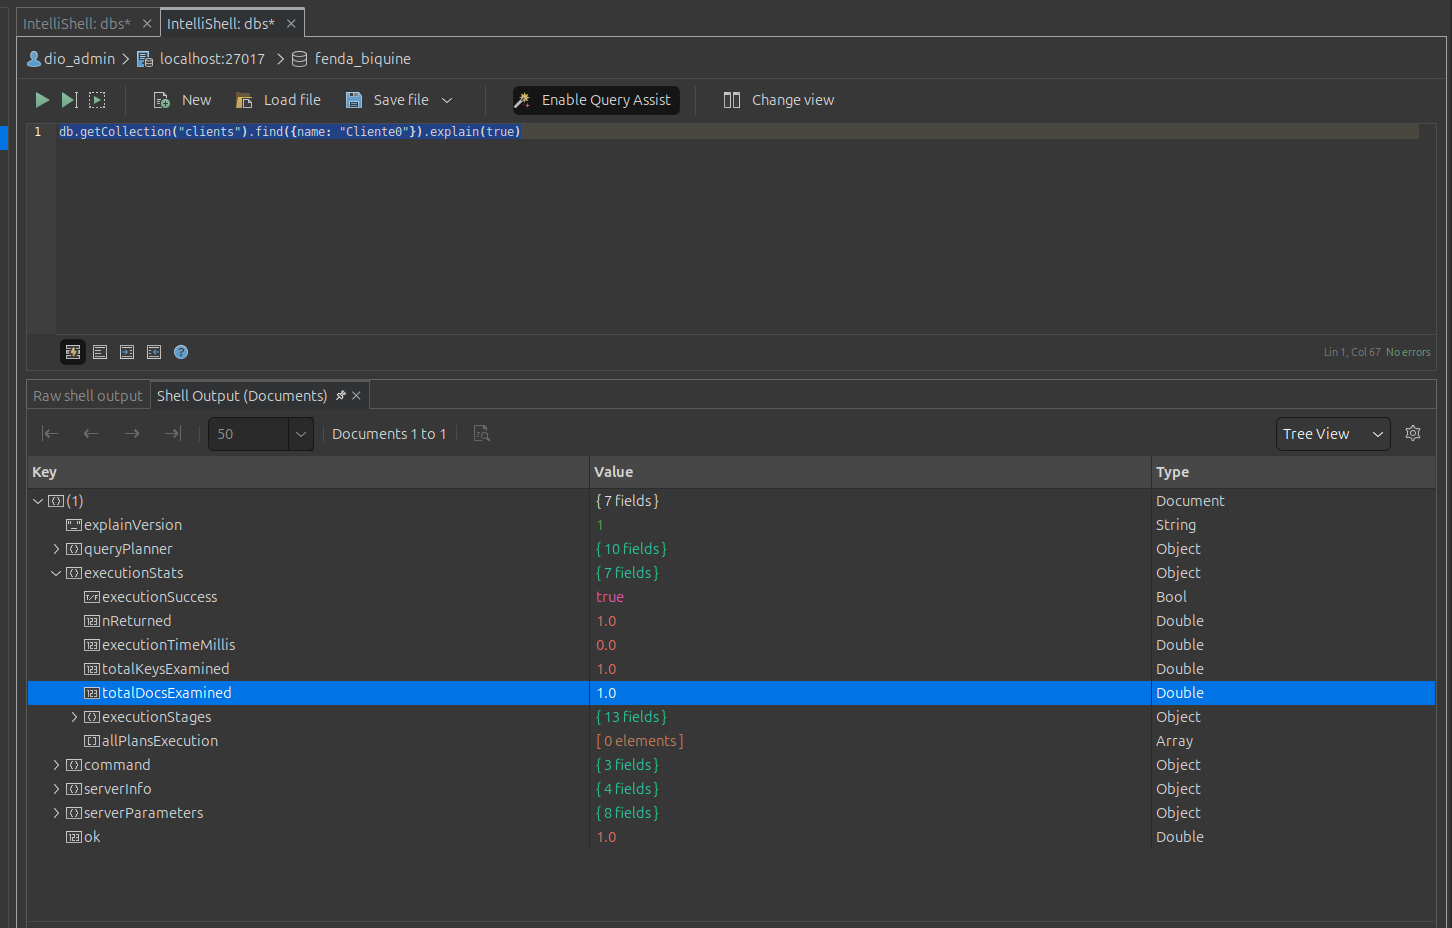 IntelliShell: dbs* IntelliShell: dbs*
dio_admin localhost:27017 fenda_biquine
New Load file Save file Enable Query Assist Change view
1 db.getCollection("clients").find({name: "Cliente0"}).explain(true)
Lin 1, Col 67 No errors
Raw shell output Shell Output (Documents)
50 Documents 1 to 1 Tree View
Key Value Type
(1) { 7 fields } Document
explainVersion 1 String
queryPlanner { 10 fields } Object
executionStats { 7 fields } Object
executionSuccess true Bool
nReturned 1.0 Double
executionTimeMillis 0.0 Double
totalKeysExamined 1.0 Double
totalDocsExamined 1.0 Double
executionStages { 13 fields } Object
allPlansExecution [ 0 elements ] Array
command { 3 fields } Object
serverInfo { 4 fields } Object
serverParameters { 8 fields } Object
ok 1.0 Double